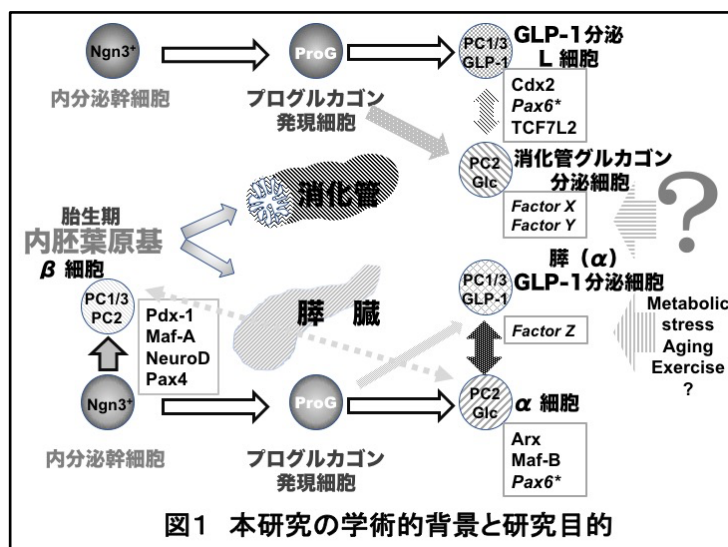 Ngn3+
内分泌幹細胞
ProG
プログルカゴン
発現細胞
PC1/3
GLP-1
GLP-1分泌
L 細胞
Cdx2
Pax6*
TCF7L2
PC2
Glc
消化管グルカゴン
分泌細胞
Factor X
Factor Y
?
消化管
胎生期
内胚葉原基
β 細胞
PC1/3
PC2
Pdx-1
Maf-A
NeuroD
Pax4
膵 臓
膵（α）
GLP-1分泌細胞
PC1/3
GLP-1
Factor Z
Metabolic
stress
Aging
Exercise
?
Ngn3+
内分泌幹細胞
ProG
プログルカゴン
発現細胞
PC2
Glc
α 細胞
Arx
Maf-B
Pax6*
図1 本研究の学術的背景と研究目的